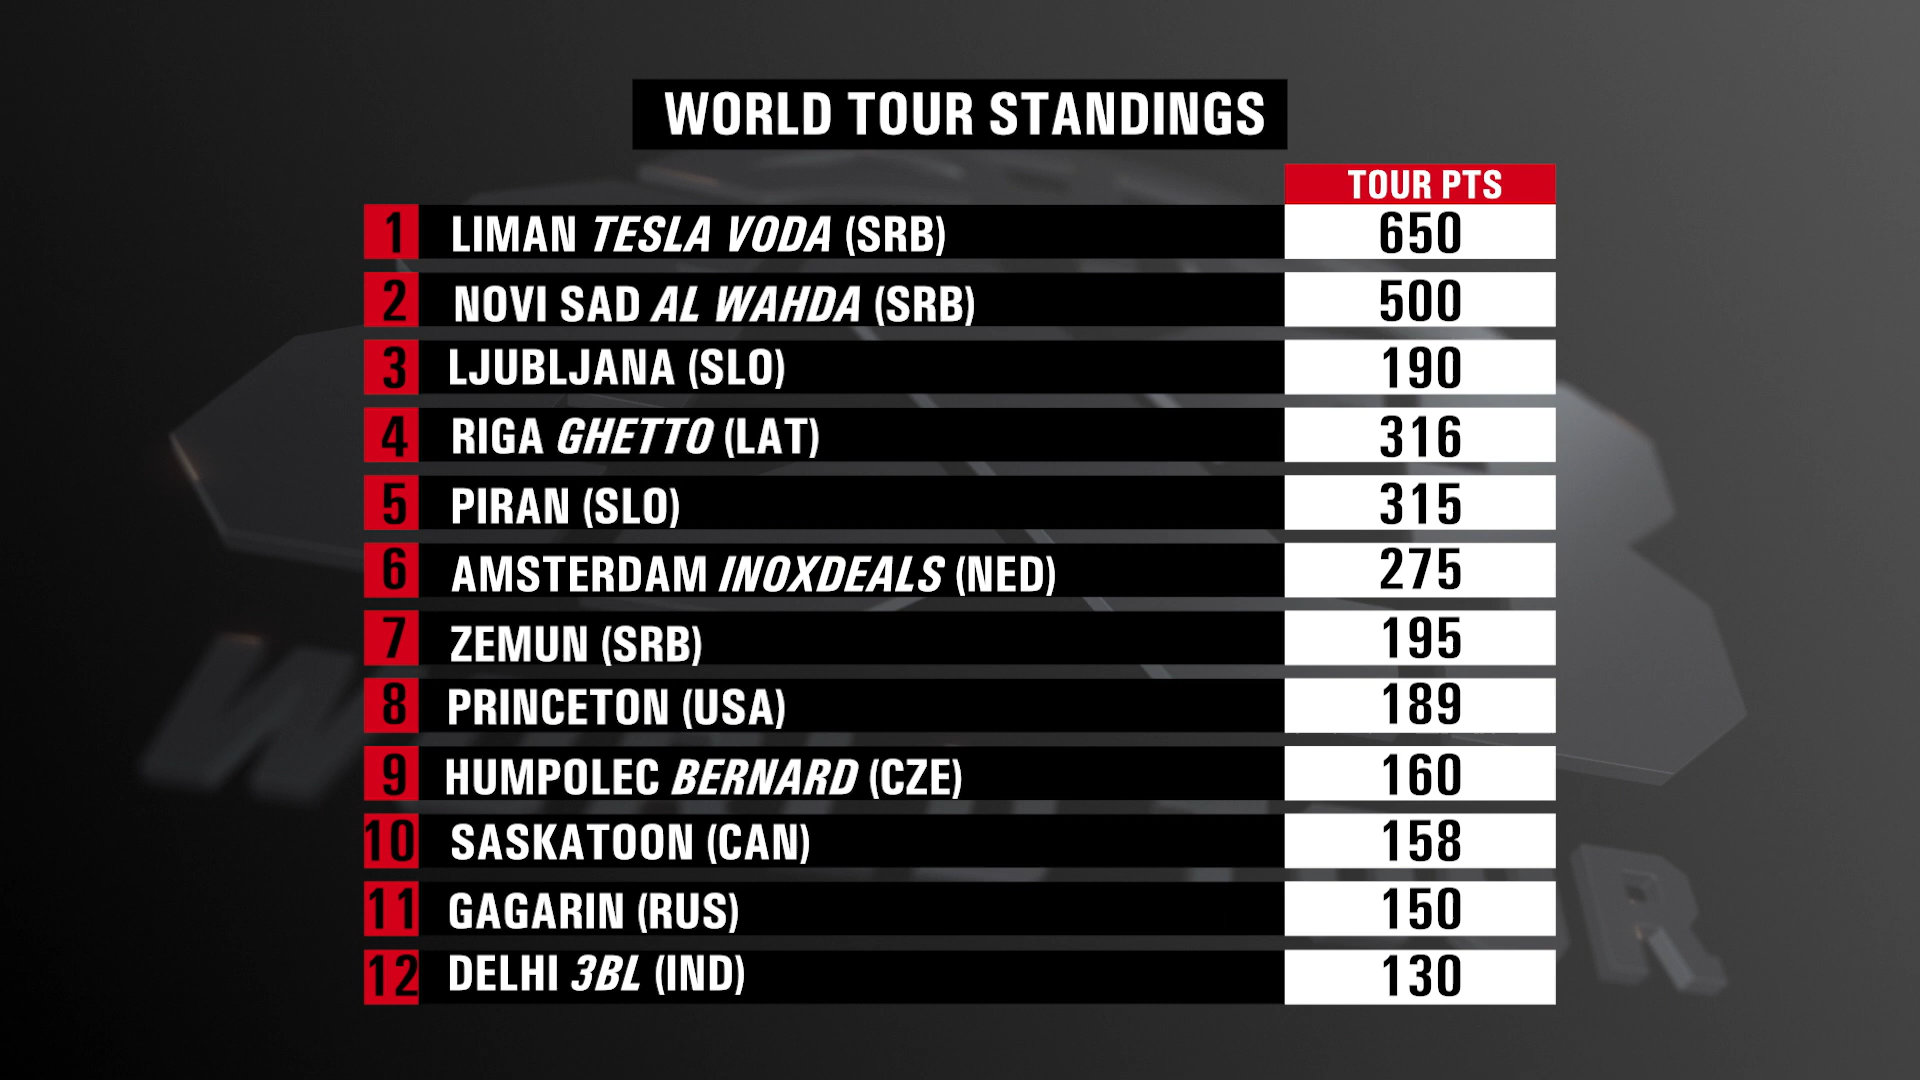 WORLD TOUR STANDINGS
TOUR PTS
1 LIMAN TESLA VODA (SRB) 650
2 NOVI SAD AL WAHDA (SRB) 500
3 LJUBLJANA (SLO) 190
4 RIGA GHETTO (LAT) 316
5 PIRAN (SLO) 315
6 AMSTERDAM INOXDEALS (NED) 275
7 ZEMUN (SRB) 195
8 PRINCETON (USA) 189
9 HUMPOLEC BERNARD (CZE) 160
10 SASKATOON (CAN) 158
11 GAGARIN (RUS) 150
12 DELHI 3BL (IND) 130